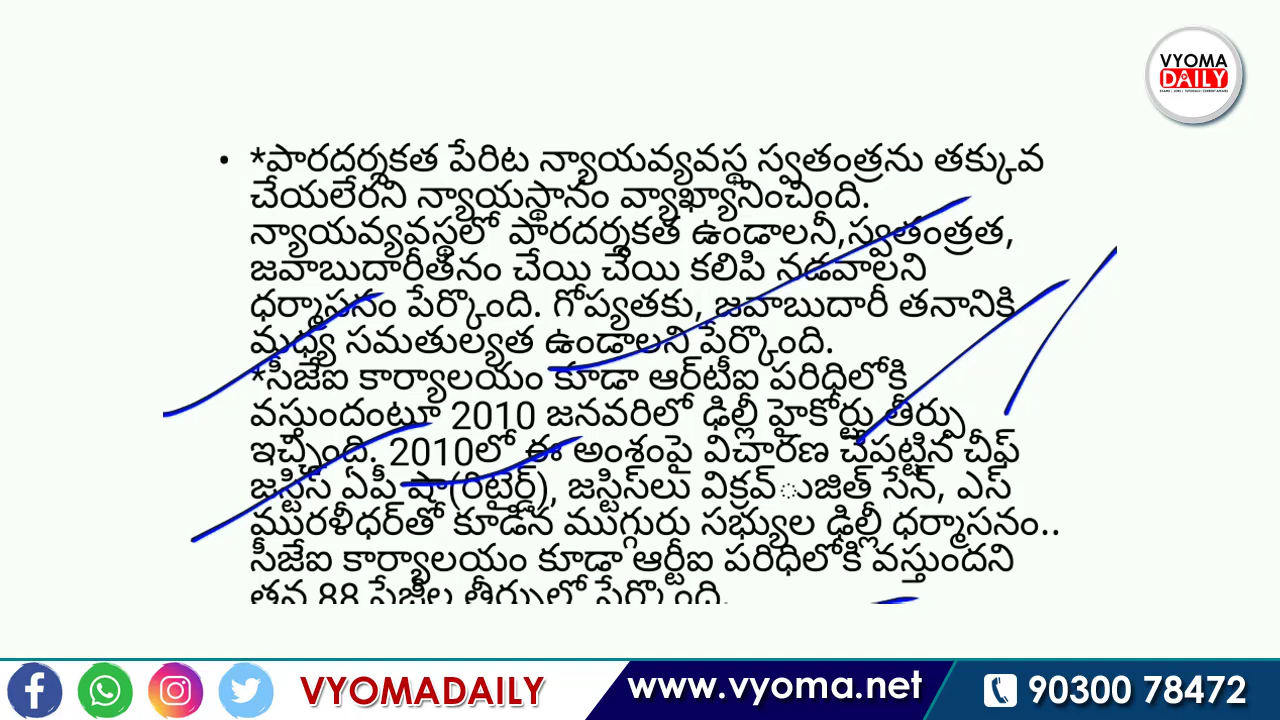 VYOMA
DAILY
• *పారదర్శకత పేరిట న్యాయవ్యవస్థ స్వతంత్రను తక్కువ
చేయలేరని న్యాయస్థానం వ్యాఖ్యానించింది.
న్యాయవ్యవస్థలో పారదర్శకత ఉండాలనీ,స్వతంత్రత,
జవాబుదారీతనం చేయి చేయి కలిపి నడవాలని
ధర్మాసనం పేర్కొంది. గోప్యతకు, జవాబుదారీ తనానికి
మధ్య సమతుల్యత ఉండాలని పేర్కొంది.
*సీజేఐ కార్యాలయం కూడా ఆర్‌టీఐ పరిధిలోకి
వస్తుందంటూ 2010 జనవరిలో ఢిల్లీ హైకోర్టు తీర్పు
ఇచ్చింది. 2010లో ఈ అంశంపై విచారణ చేపట్టిన చీఫ్
జస్టిస్ ఏపీ షా(రిటైర్డ్), జస్టిస్‌లు విక్రవ్ ుజిత్ సేన్, ఎస్
మురళీధర్‌తో కూడిన ముగ్గురు సభ్యుల ఢిల్లీ ధర్మాసనం..
సీజేఐ కార్యాలయం కూడా ఆర్టీఐ పరిధిలోకి వస్తుందని
తన 88 పేజీల తీర్పులో పేర్కొంది.
VYOMADAILY
www.vyoma.net
90300 78472